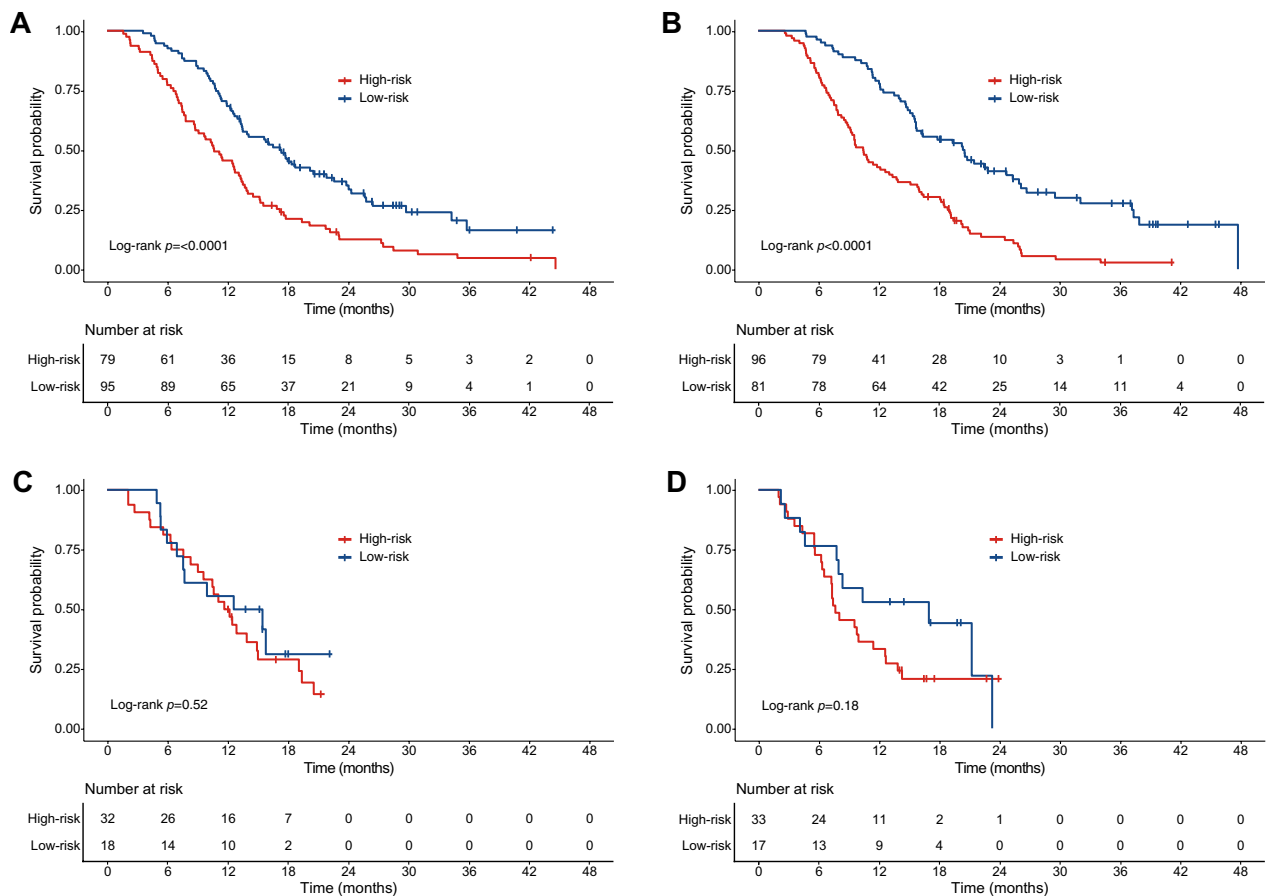 A
Survival probability
1.00
0.75
0.50
0.25
0.00
High-risk
Low-risk
Log-rank p=<0.0001
0 6 12 18 24 30 36 42 48
Time (months)
Number at risk
High-risk 79 61 36 15 8 5 3 2 0
Low-risk 95 89 65 37 21 9 4 1 0
0 6 12 18 24 30 36 42 48
Time (months)
B
Survival probability
1.00
0.75
0.50
0.25
0.00
High-risk
Low-risk
Log-rank p<0.0001
0 6 12 18 24 30 36 42 48
Time (months)
Number at risk
High-risk 96 79 41 28 10 3 1 0 0
Low-risk 81 78 64 42 25 14 11 4 0
0 6 12 18 24 30 36 42 48
Time (months)
C
Survival probability
1.00
0.75
0.50
0.25
0.00
High-risk
Low-risk
Log-rank p=0.52
0 6 12 18 24 30 36 42 48
Time (months)
Number at risk
High-risk 32 26 16 7 0 0 0 0 0
Low-risk 18 14 10 2 0 0 0 0 0
0 6 12 18 24 30 36 42 48
Time (months)
D
Survival probability
1.00
0.75
0.50
0.25
0.00
High-risk
Low-risk
Log-rank p=0.18
0 6 12 18 24 30 36 42 48
Time (months)
Number at risk
High-risk 33 24 11 2 1 0 0 0 0
Low-risk 17 13 9 4 0 0 0 0 0
0 6 12 18 24 30 36 42 48
Time (months)